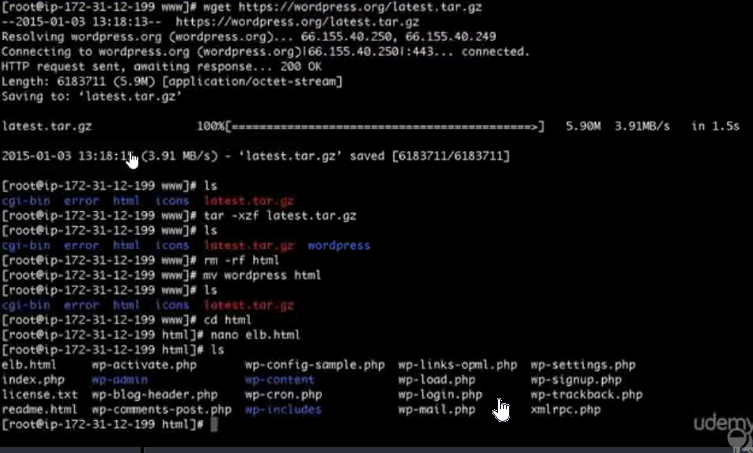 [root@ip-172-31-12-199 www]# wget https://wordpress.org/latest.tar.gz
--2015-01-03 13:18:13-- https://wordpress.org/latest.tar.gz
Resolving wordpress.org (wordpress.org)... 66.155.40.250, 66.155.40.249
Connecting to wordpress.org (wordpress.org)|66.155.40.250|:443... connected.
HTTP request sent, awaiting response... 200 OK
Length: 6183711 (5.9M) [application/octet-stream]
Saving to: ‘latest.tar.gz’
latest.tar.gz 100%[===========================================>] 5.90M 3.91MB/s in 1.5s
2015-01-03 (3.91 MB/s) - ‘latest.tar.gz’ saved [6183711/6183711]
[root@ip-172-31-12-199 www]# ls
cgi-bin error html icons latest.tar.gz
[root@ip-172-31-12-199 www]# tar -xzf latest.tar.gz
[root@ip-172-31-12-199 www]# ls
cgi-bin error html icons latest.tar.gz wordpress
[root@ip-172-31-12-199 www]# rm -rf html
[root@ip-172-31-12-199 www]# mv wordpress html
[root@ip-172-31-12-199 www]# ls
cgi-bin error html icons latest.tar.gz
[root@ip-172-31-12-199 www]# cd html
[root@ip-172-31-12-199 html]# nano elb.html
[root@ip-172-31-12-199 html]# ls
elb.html wp-activate.php wp-config-sample.php wp-links-opml.php wp-settings.php
index.php wp-admin wp-content wp-load.php wp-signup.php
license.txt wp-blog-header.php wp-cron.php wp-login.php wp-trackback.php
readme.html wp-comments-post.php wp-includes wp-mail.php xmlrpc.php
[root@ip-172-31-12-199 html]#
udemy